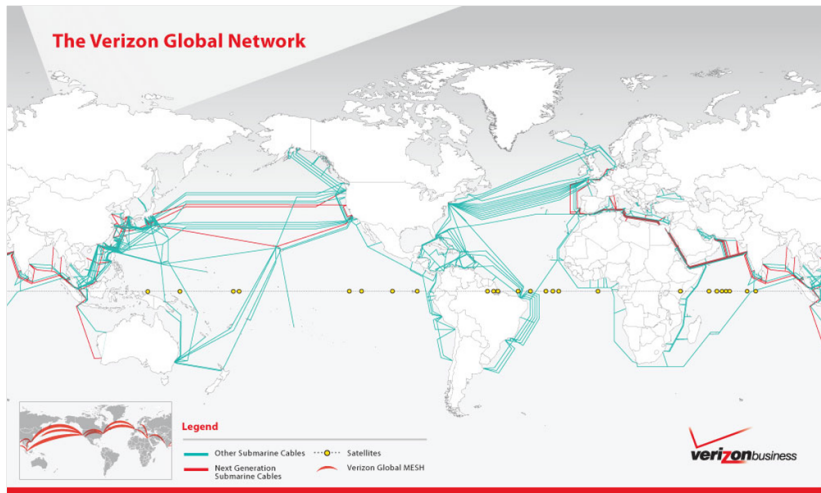 The Verizon Global Network
Legend
Other Submarine Cables
Satellites
Next Generation
Submarine Cables
Verizon Global MESH
verizonbusiness